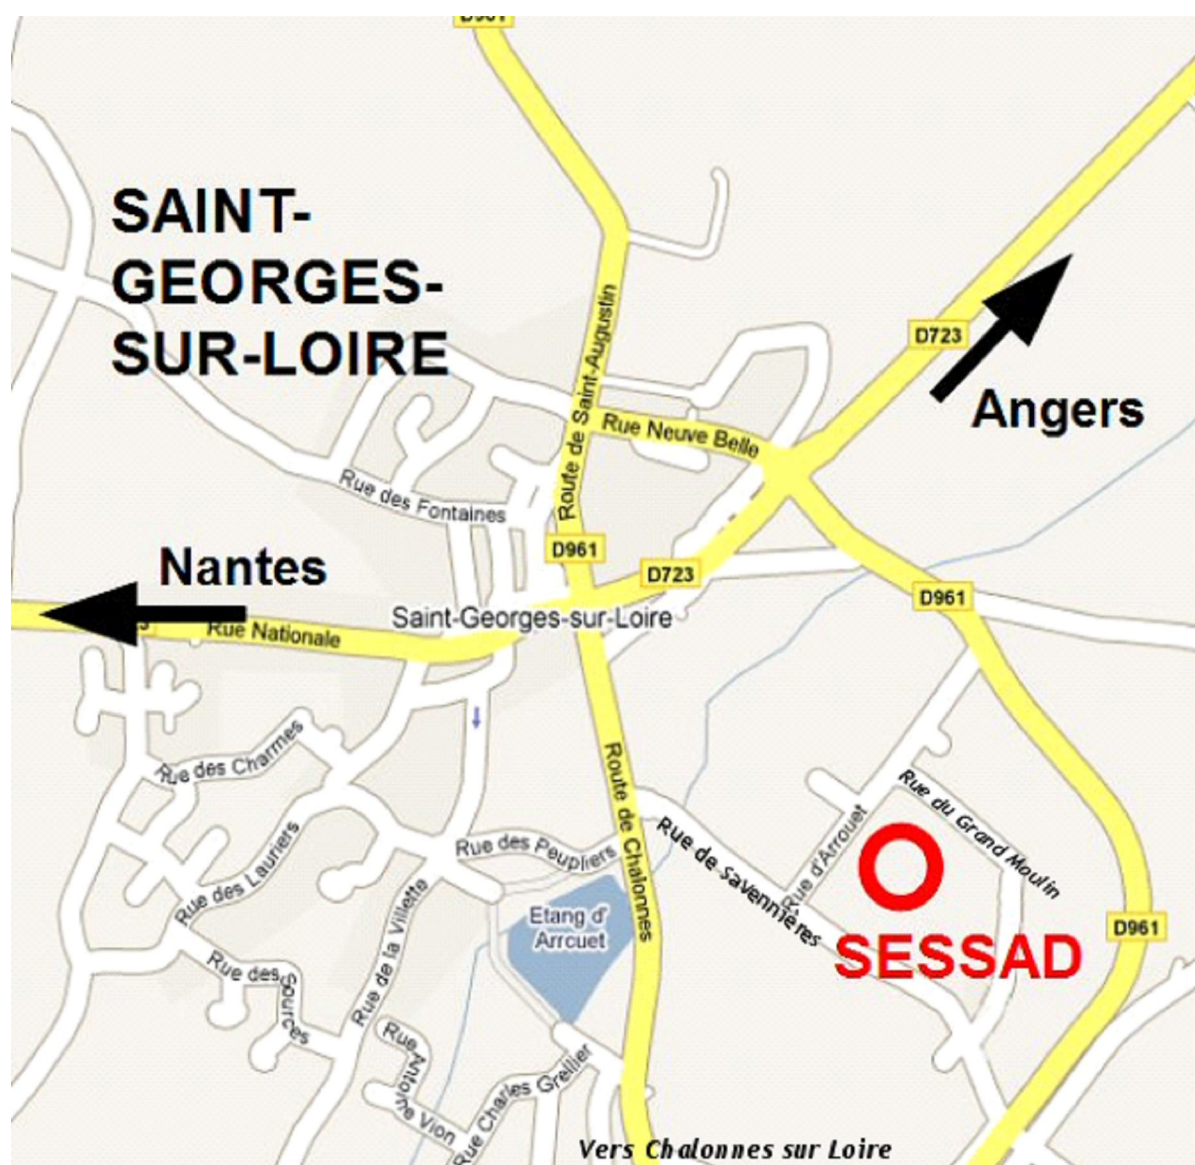 D961
SAINT-
GEORGES-
SUR-LOIRE
Route de Saint-Augustin
D723
Angers
Rue Neuve Belle
Rue des Fontaines
D961
Nantes
D723
D961
Saint-Georges-sur-Loire
Rue Nationale
Rue des Charmes
Route de Chalonnes
Rue du Grand Moulin
Rue d'Arrouet
Rue de Savennières
Rue des Peupliers
Rue des Lauriers
Rue de la Villette
Etang d'
Arrcuet
D961
SESSAD
Rue des Sources
Rue Antoine Vion
Rue Charles Grellier
Vers Chalonnes sur Loire